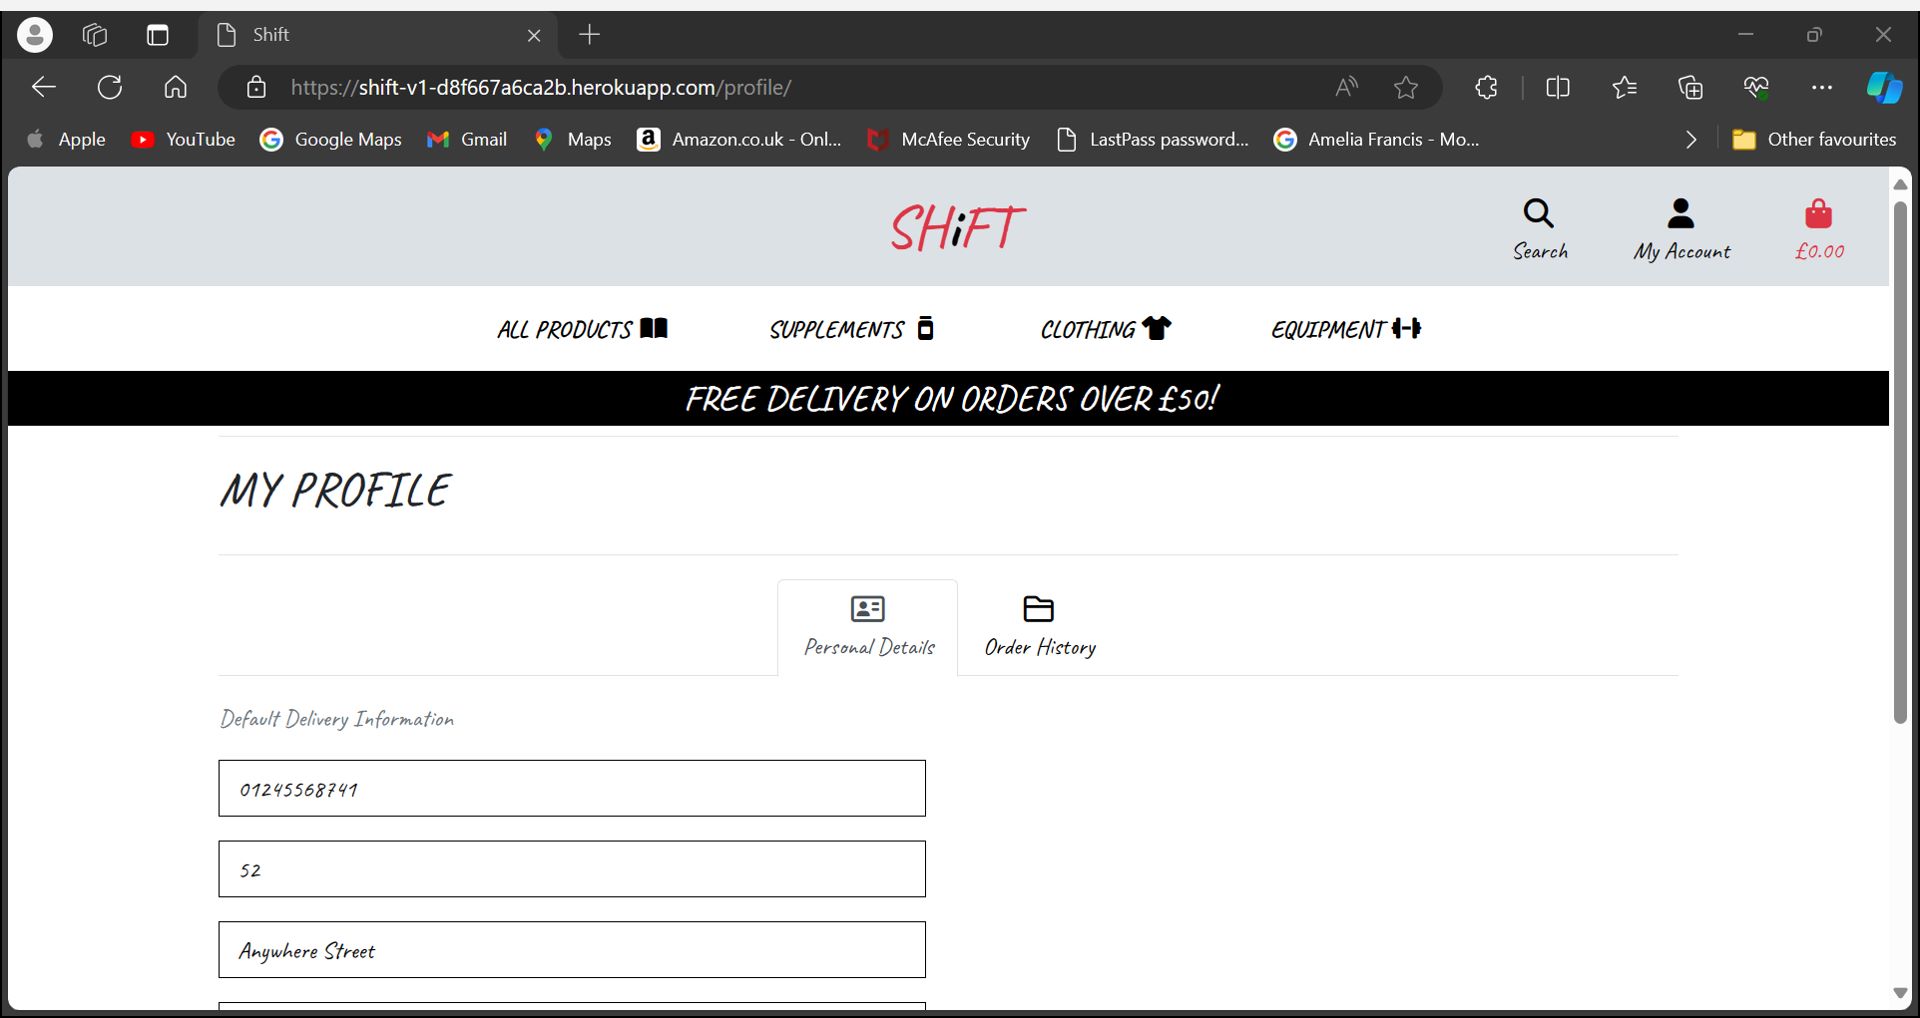 Shift
https://shift-v1-d8f667a6ca2b.herokuapp.com/profile/
Apple YouTube Google Maps Gmail Maps Amazon.co.uk - Onl... McAfee Security LastPass password... Amelia Francis - Mo... Other favourites
SHiFT
Search My Account £0.00
ALL PRODUCTS SUPPLEMENTS CLOTHING EQUIPMENT
FREE DELIVERY ON ORDERS OVER £50!
MY PROFILE
Personal Details Order History
Default Delivery Information
01245568741
52
Anywhere Street